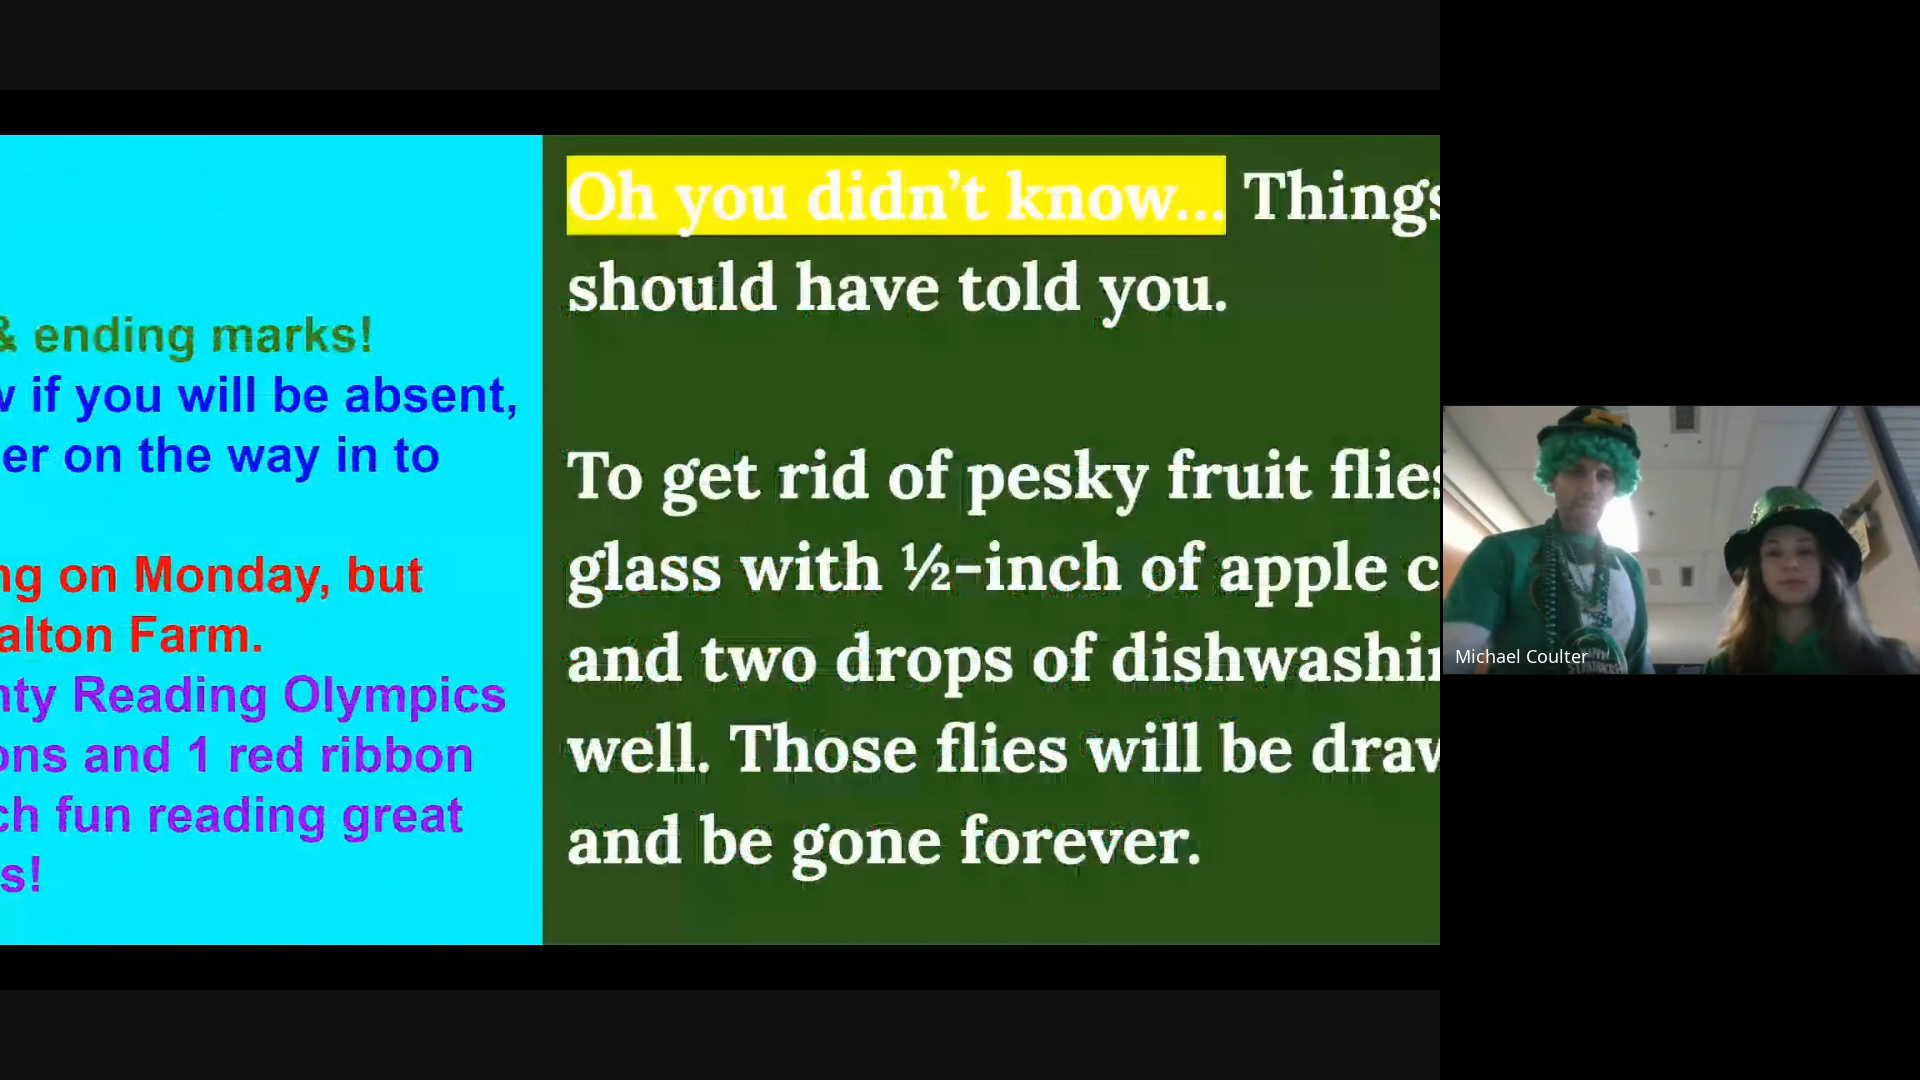 & ending marks!
if you will be absent,
er on the way in to
ng on Monday, but
alton Farm.
nty Reading Olympics
ons and 1 red ribbon
ch fun reading great
s!
Oh you didn’t know... Things
should have told you.
To get rid of pesky fruit flies
glass with ½-inch of apple c
and two drops of dishwashin
well. Those flies will be draw
and be gone forever.
Michael Coulter